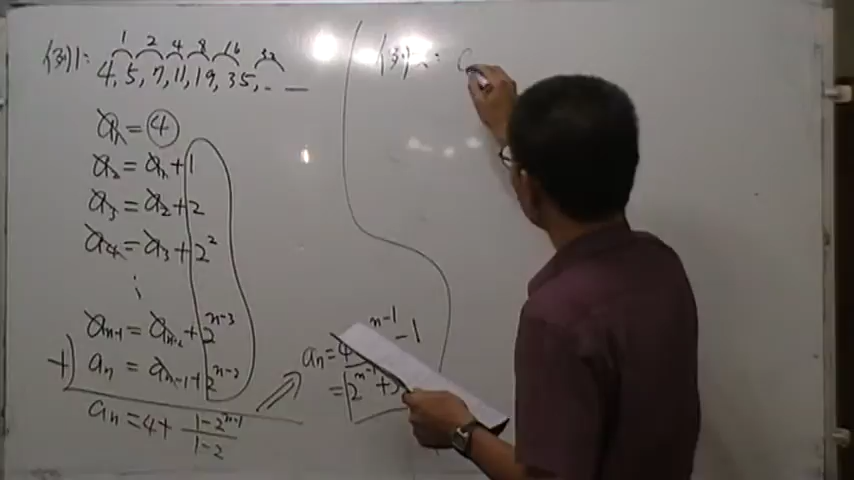 例1: 4, 5, 7, 11, 19, 35, _ _
1 2 4 8 16 32
a₁ = 4
a₂ = a₁ + 1
a₃ = a₂ + 2
a₄ = a₃ + 2²
⋮
aₙ₋₁ = aₙ₋₂ + 2ⁿ⁻³
+) aₙ = aₙ₋₁ + 2ⁿ⁻²
aₙ = 4 + (1-2ⁿ⁻¹)/(1-2)
aₙ = 4 n-1 - 1
= 2ⁿ⁻¹ + 3
例2: